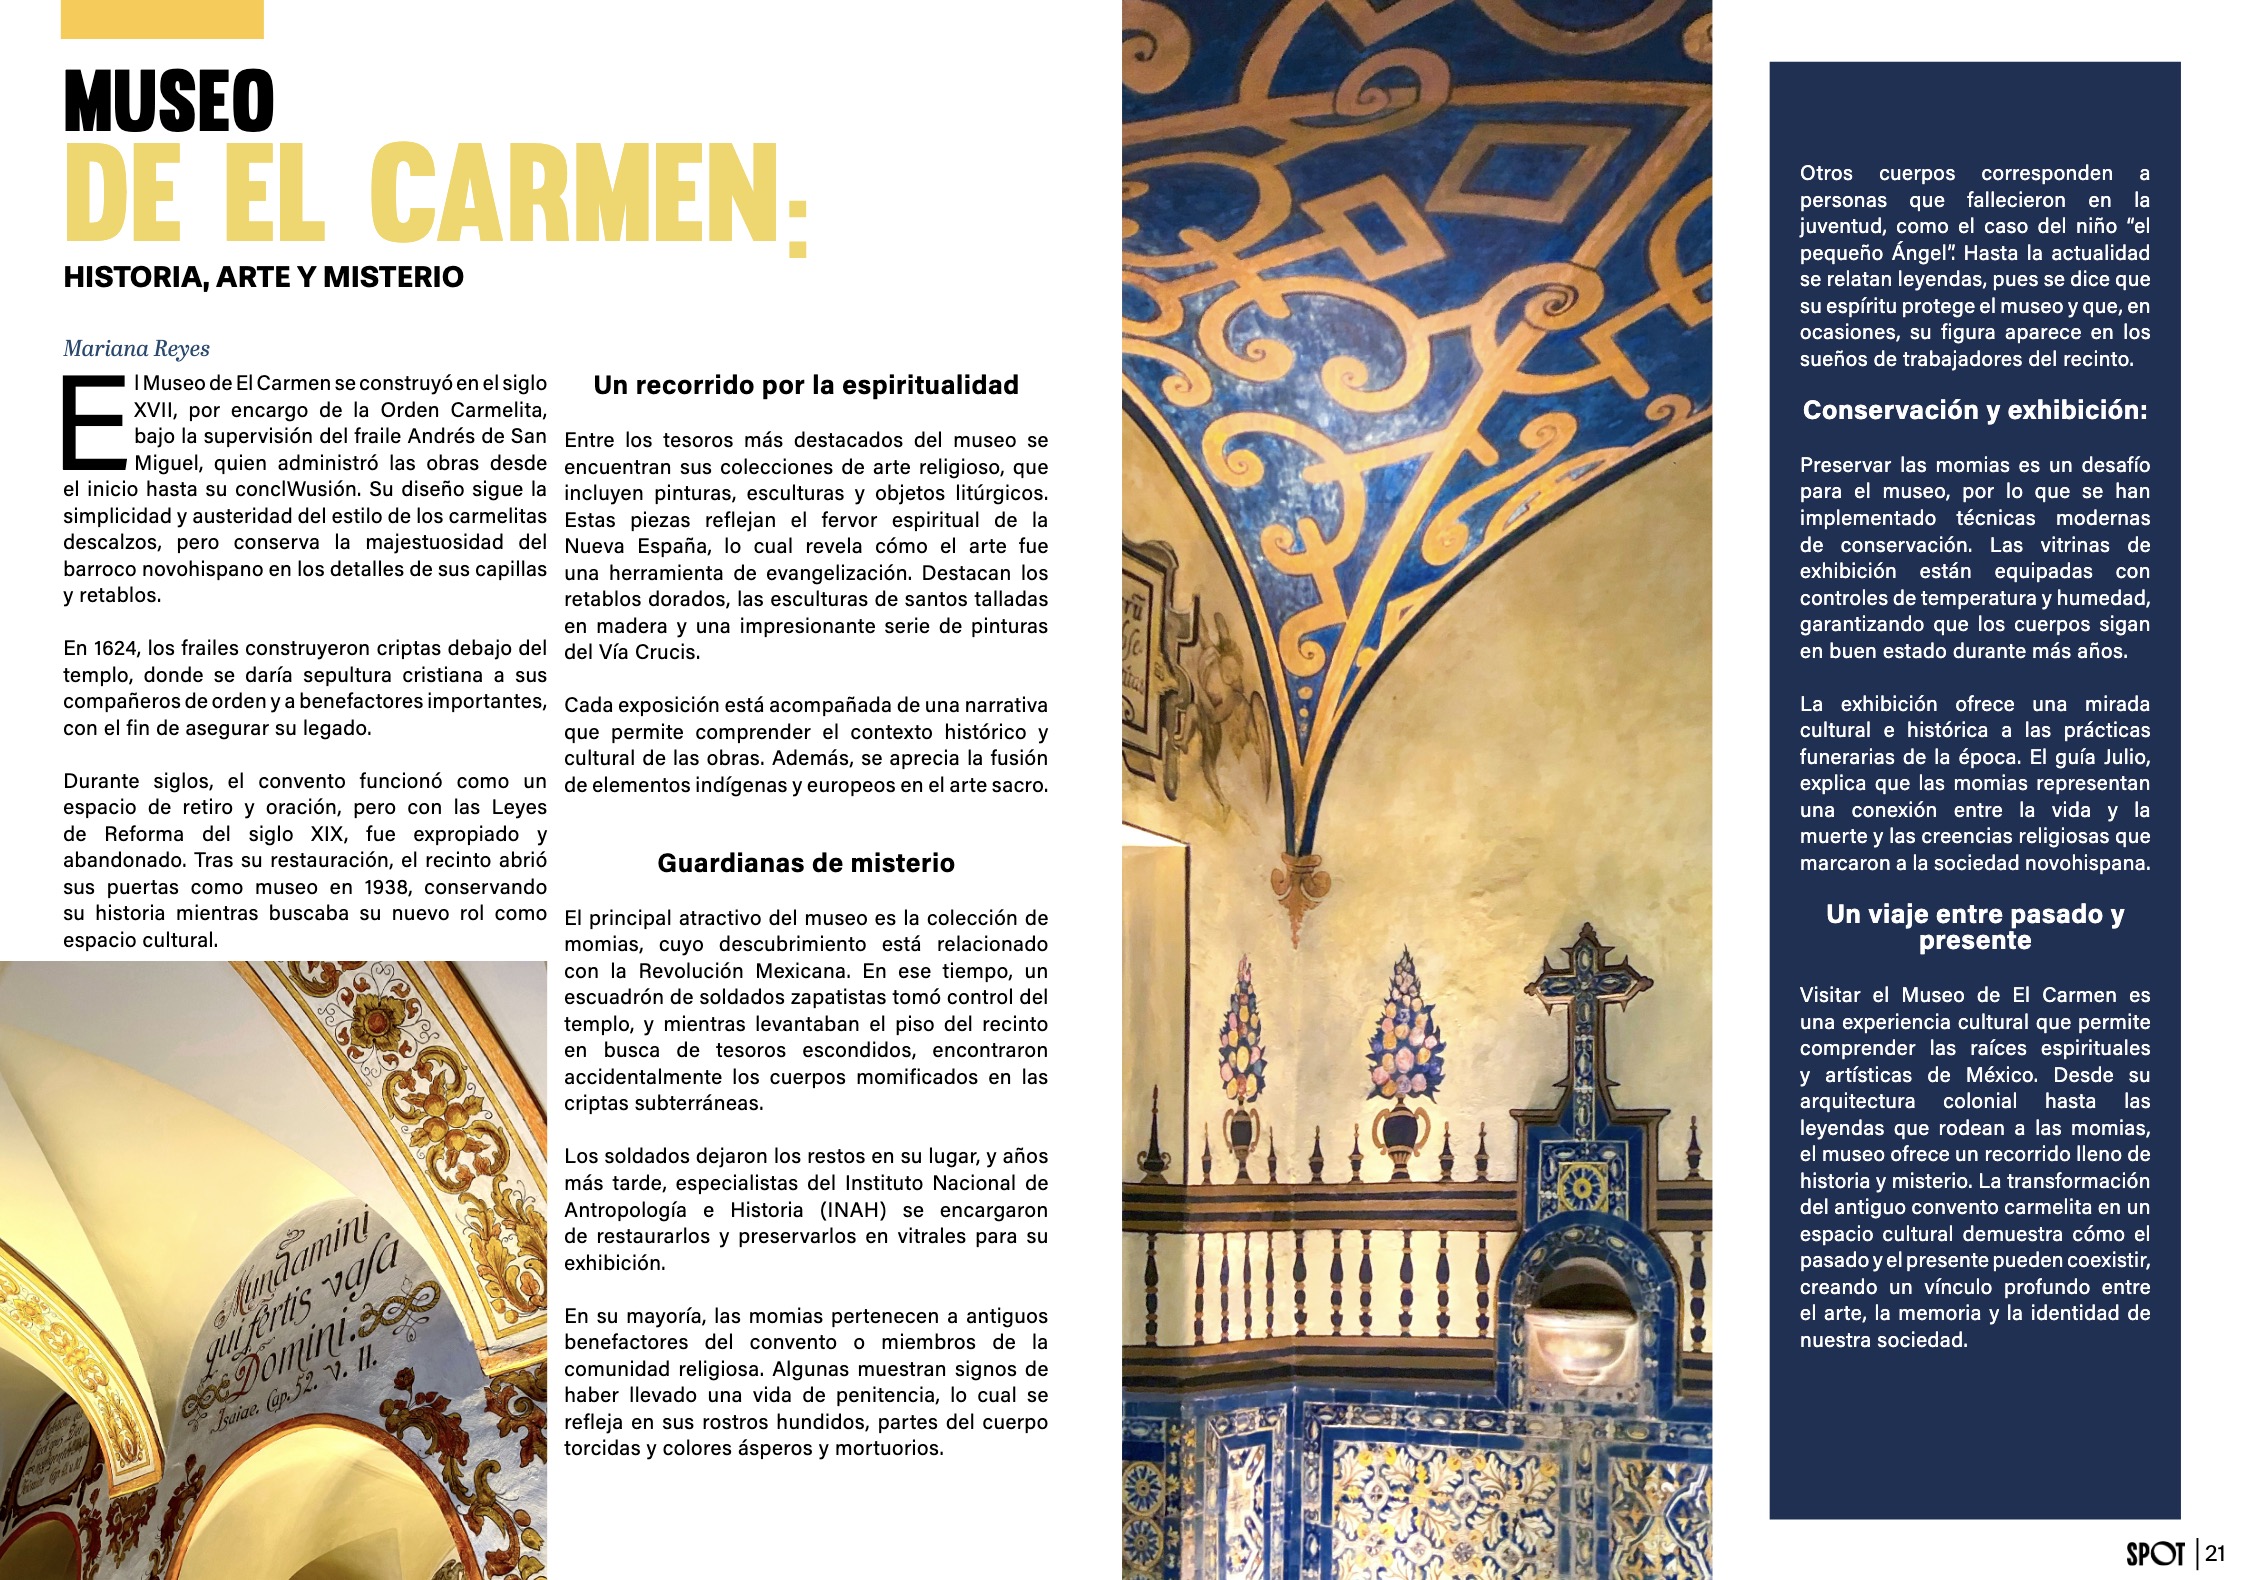 MUSEO
DE EL CARMEN:
HISTORIA, ARTE Y MISTERIO
Mariana Reyes
El Museo de El Carmen se construyó en el siglo
XVII, por encargo de la Orden Carmelita,
bajo la supervisión del fraile Andrés de San
Miguel, quien administró las obras desde
el inicio hasta su conclWusión. Su diseño sigue la
simplicidad y austeridad del estilo de los carmelitas
descalzos, pero conserva la majestuosidad del
barroco novohispano en los detalles de sus capillas
y retablos.
En 1624, los frailes construyeron criptas debajo del
templo, donde se daría sepultura cristiana a sus
compañeros de orden y a benefactores importantes,
con el fin de asegurar su legado.
Durante siglos, el convento funcionó como un
espacio de retiro y oración, pero con las Leyes
de Reforma del siglo XIX, fue expropiado y
abandonado. Tras su restauración, el recinto abrió
sus puertas como museo en 1938, conservando
su historia mientras buscaba su nuevo rol como
espacio cultural.
Mundamini
qui fertis vasa
Domini.
Isaiae. Cap. 52. v. II.
Un recorrido por la espiritualidad
Entre los tesoros más destacados del museo se
encuentran sus colecciones de arte religioso, que
incluyen pinturas, esculturas y objetos litúrgicos.
Estas piezas reflejan el fervor espiritual de la
Nueva España, lo cual revela cómo el arte fue
una herramienta de evangelización. Destacan los
retablos dorados, las esculturas de santos talladas
en madera y una impresionante serie de pinturas
del Vía Crucis.
Cada exposición está acompañada de una narrativa
que permite comprender el contexto histórico y
cultural de las obras. Además, se aprecia la fusión
de elementos indígenas y europeos en el arte sacro.
Guardianas de misterio
El principal atractivo del museo es la colección de
momias, cuyo descubrimiento está relacionado
con la Revolución Mexicana. En ese tiempo, un
escuadrón de soldados zapatistas tomó control del
templo, y mientras levantaban el piso del recinto
en busca de tesoros escondidos, encontraron
accidentalmente los cuerpos momificados en las
criptas subterráneas.
Los soldados dejaron los restos en su lugar, y años
más tarde, especialistas del Instituto Nacional de
Antropología e Historia (INAH) se encargaron
de restaurarlos y preservarlos en vitrales para su
exhibición.
En su mayoría, las momias pertenecen a antiguos
benefactores del convento o miembros de la
comunidad religiosa. Algunas muestran signos de
haber llevado una vida de penitencia, lo cual se
refleja en sus rostros hundidos, partes del cuerpo
torcidas y colores ásperos y mortuorios.
Otros cuerpos corresponden a
personas que fallecieron en la
juventud, como el caso del niño “el
pequeño Ángel”. Hasta la actualidad
se relatan leyendas, pues se dice que
su espíritu protege el museo y que, en
ocasiones, su figura aparece en los
sueños de trabajadores del recinto.
Conservación y exhibición:
Preservar las momias es un desafío
para el museo, por lo que se han
implementado técnicas modernas
de conservación. Las vitrinas de
exhibición están equipadas con
controles de temperatura y humedad,
garantizando que los cuerpos sigan
en buen estado durante más años.
La exhibición ofrece una mirada
cultural e histórica a las prácticas
funerarias de la época. El guía Julio,
explica que las momias representan
una conexión entre la vida y la
muerte y las creencias religiosas que
marcaron a la sociedad novohispana.
Un viaje entre pasado y
presente
Visitar el Museo de El Carmen es
una experiencia cultural que permite
comprender las raíces espirituales
y artísticas de México. Desde su
arquitectura colonial hasta las
leyendas que rodean a las momias,
el museo ofrece un recorrido lleno de
historia y misterio. La transformación
del antiguo convento carmelita en un
espacio cultural demuestra cómo el
pasado y el presente pueden coexistir,
creando un vínculo profundo entre
el arte, la memoria y la identidad de
nuestra sociedad.
SPOT | 21